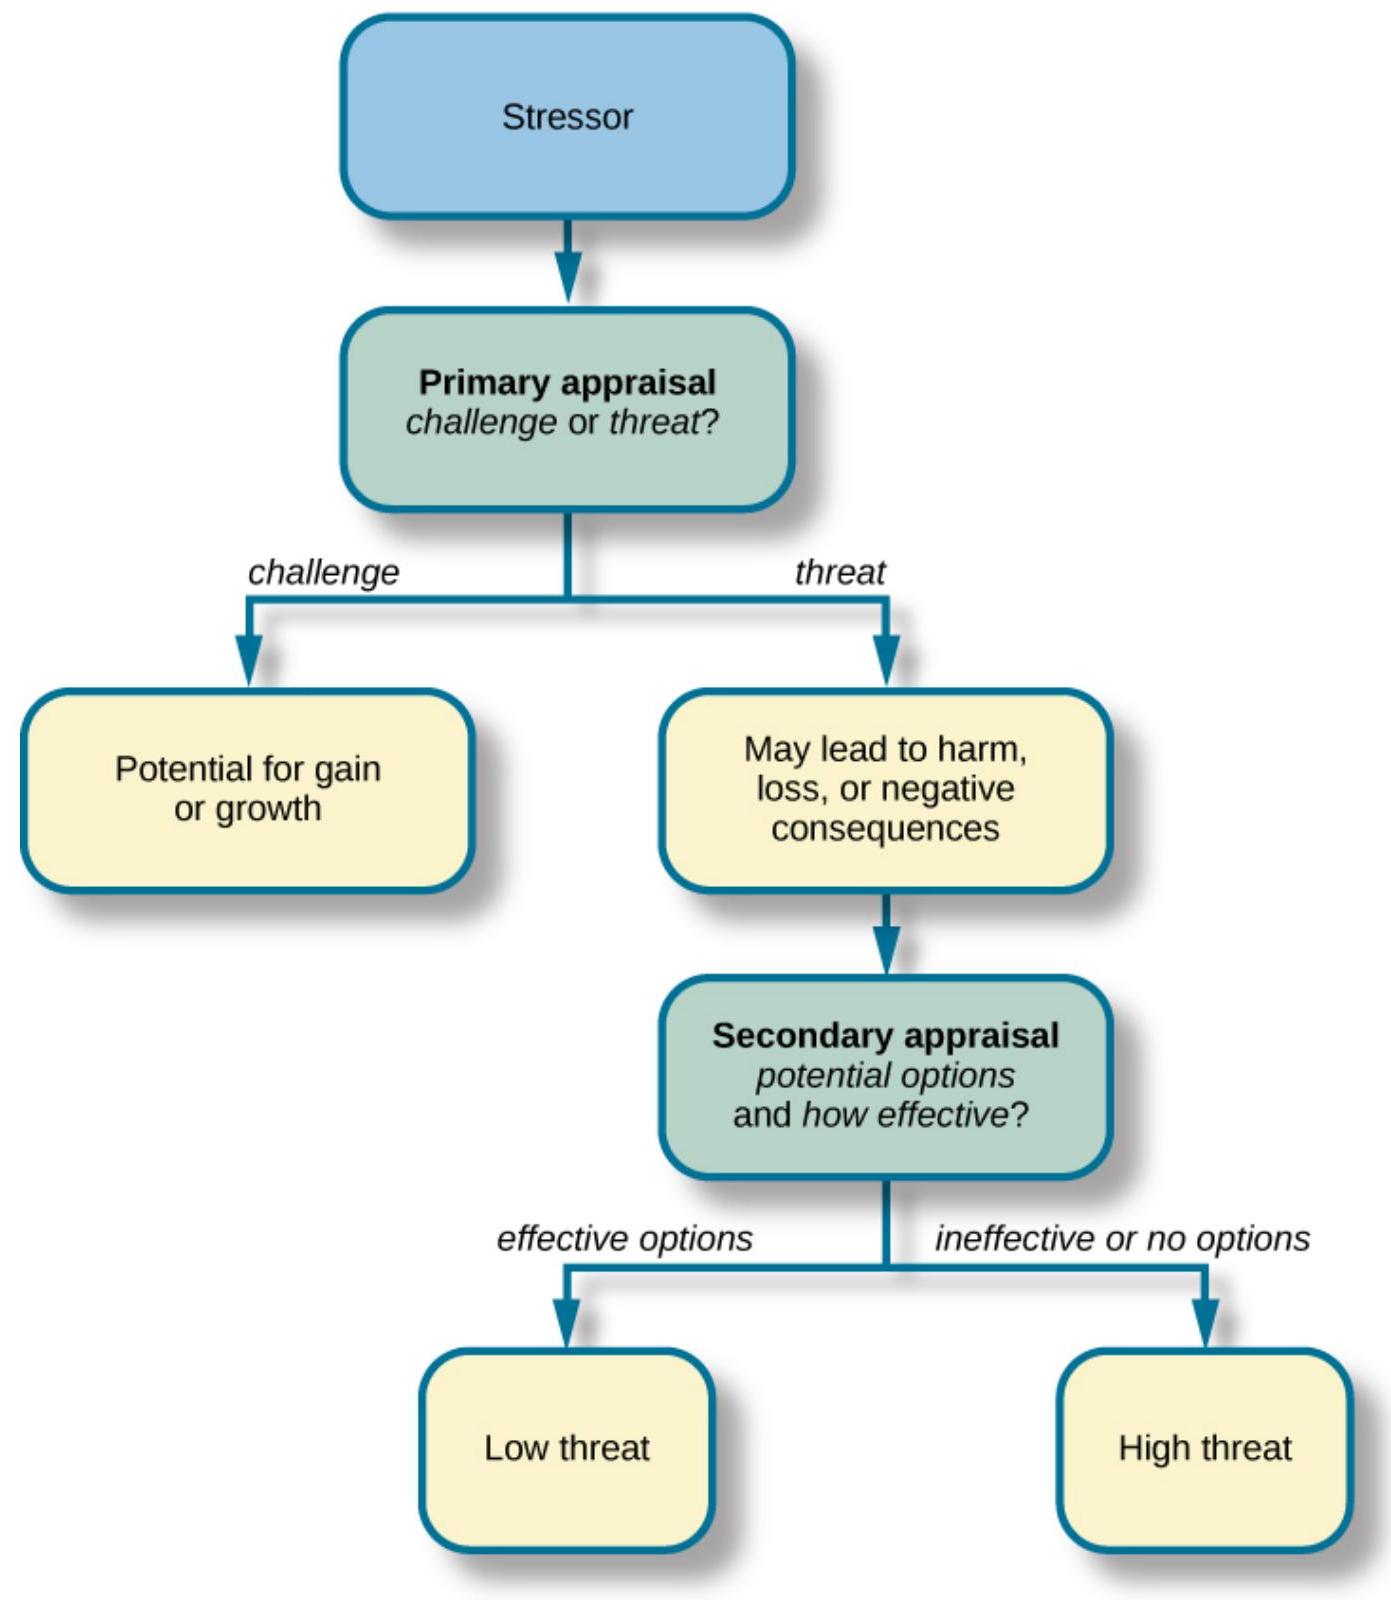 Stressor
Primary appraisal
challenge or threat?
challenge
threat
Potential for gain
or growth
May lead to harm,
loss, or negative
consequences
Secondary appraisal
potential options
and how effective?
effective options
ineffective or no options
Low threat
High threat